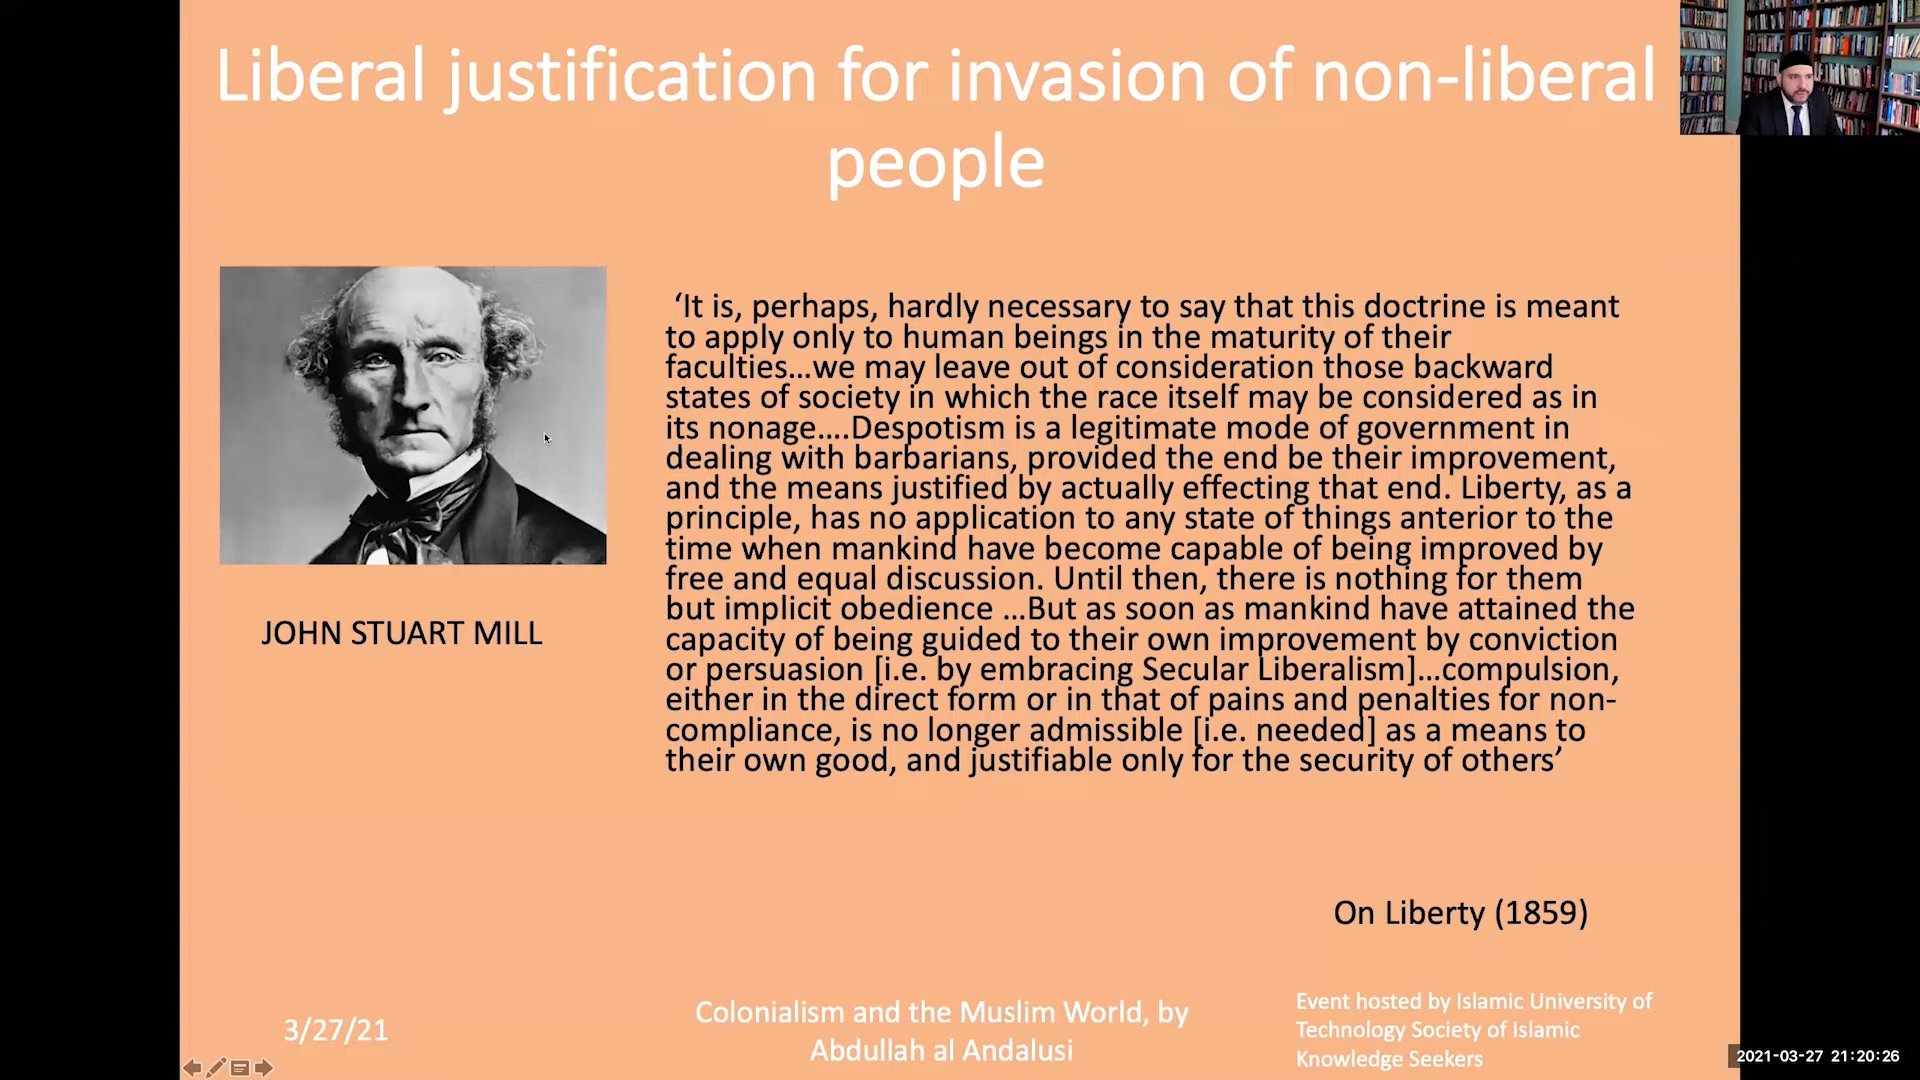 Liberal justification for invasion of non-liberal
people
‘It is, perhaps, hardly necessary to say that this doctrine is meant
to apply only to human beings in the maturity of their
faculties…we may leave out of consideration those backward
states of society in which the race itself may be considered as in
its nonage….Despotism is a legitimate mode of government in
dealing with barbarians, provided the end be their improvement,
and the means justified by actually effecting that end. Liberty, as a
principle, has no application to any state of things anterior to the
time when mankind have become capable of being improved by
free and equal discussion. Until then, there is nothing for them
but implicit obedience …But as soon as mankind have attained the
capacity of being guided to their own improvement by conviction
or persuasion [i.e. by embracing Secular Liberalism]…compulsion,
either in the direct form or in that of pains and penalties for non-
compliance, is no longer admissible [i.e. needed] as a means to
their own good, and justifiable only for the security of others’
JOHN STUART MILL
On Liberty (1859)
3/27/21
Colonialism and the Muslim World, by
Abdullah al Andalusi
Event hosted by Islamic University of
Technology Society of Islamic
Knowledge Seekers
2021-03-27 21:20:26